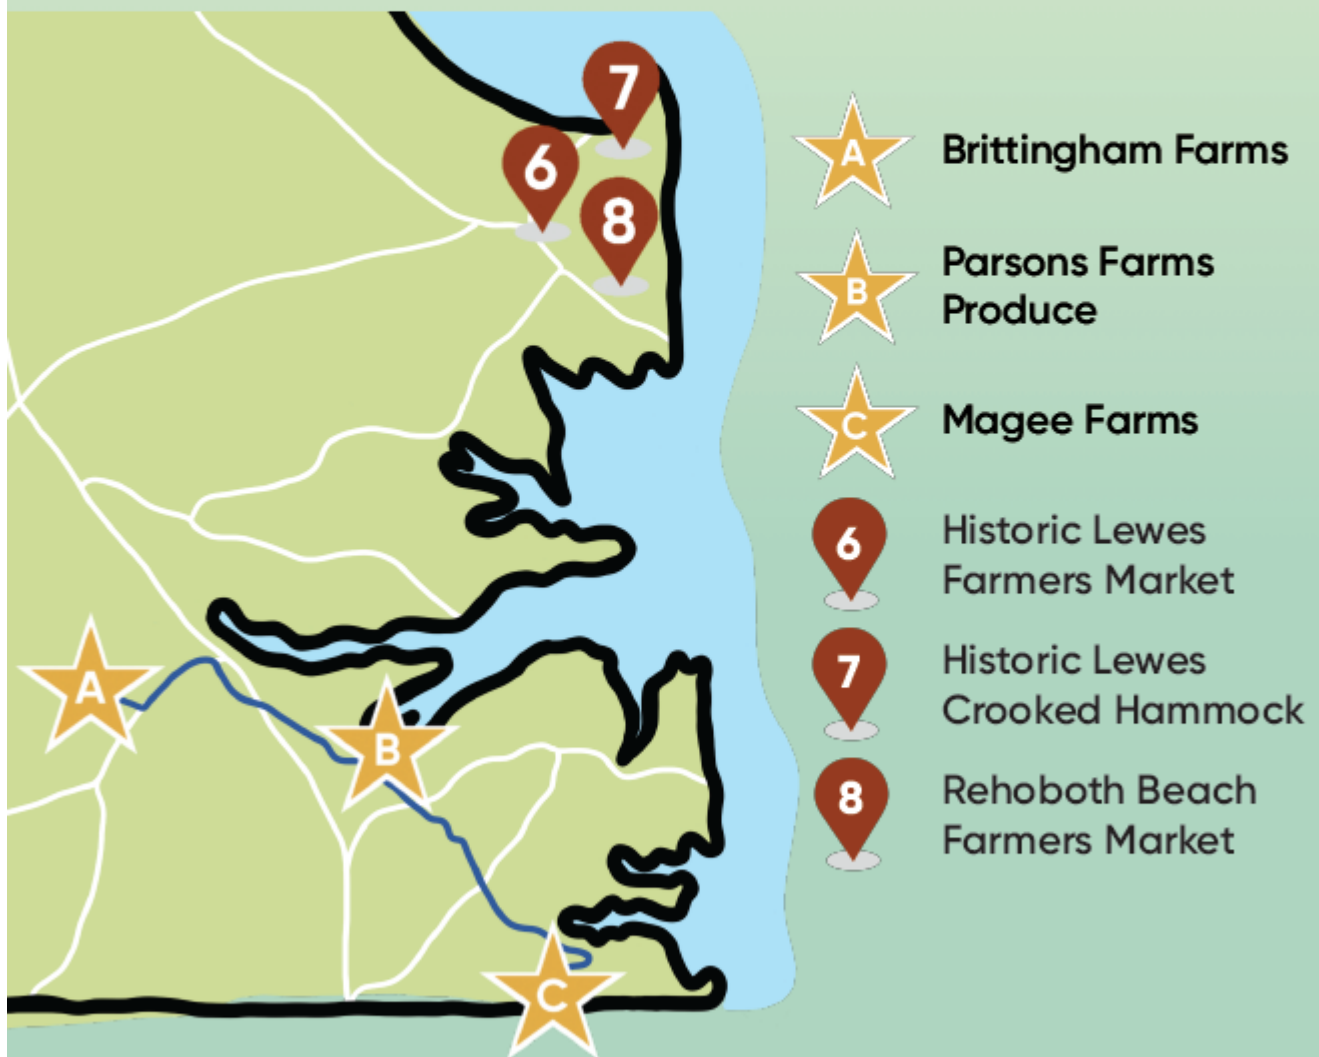 7
6
8
A
B
C
A Brittingham Farms
B Parsons Farms
Produce
C Magee Farms
6 Historic Lewes
Farmers Market
7 Historic Lewes
Crooked Hammock
8 Rehoboth Beach
Farmers Market